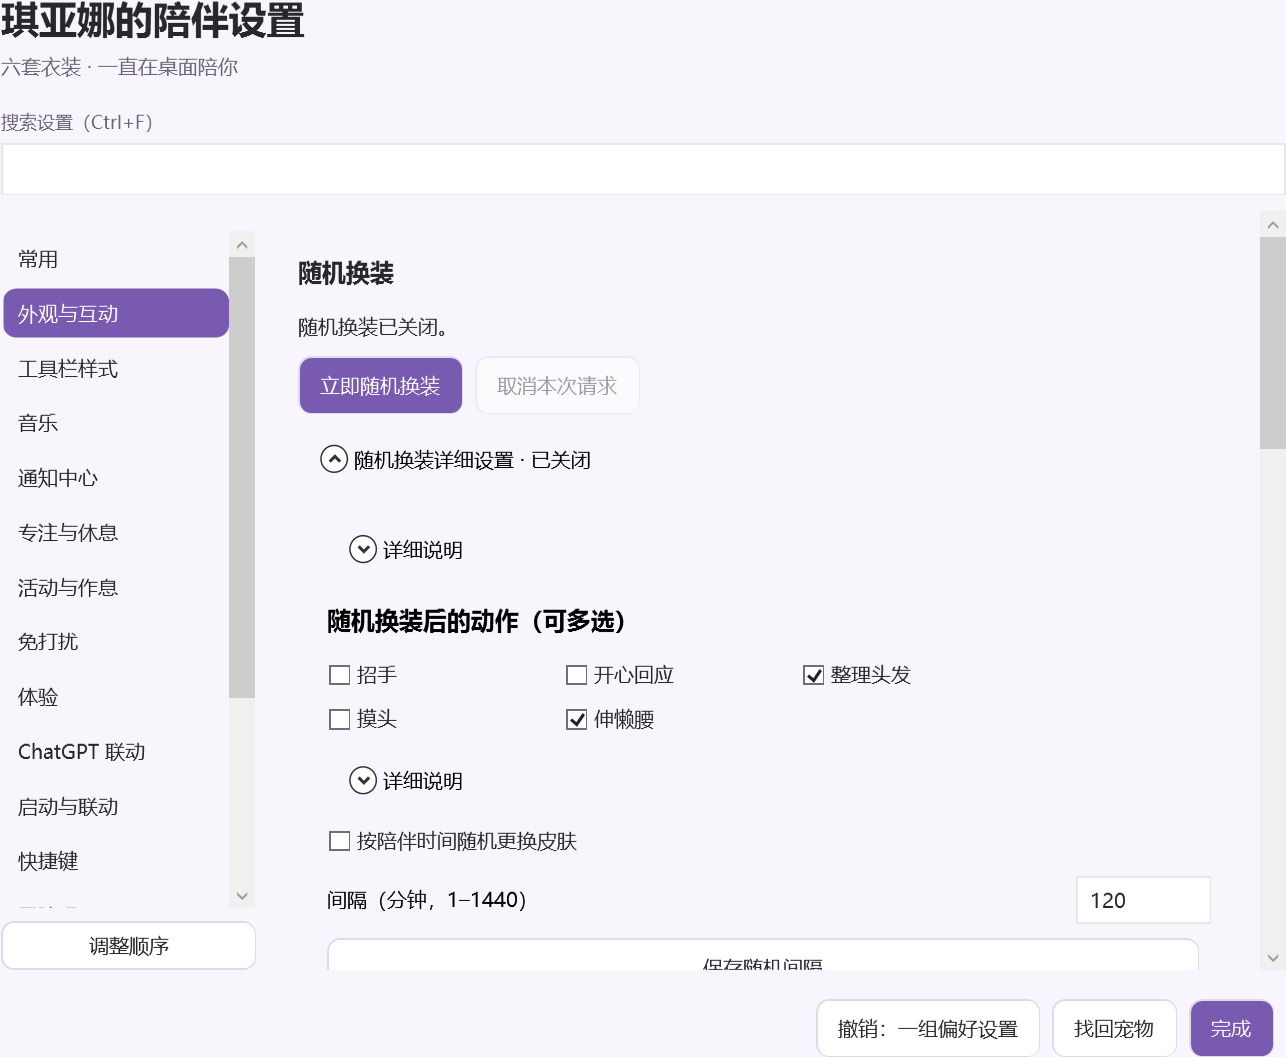 琪亚娜的陪伴设置
六套衣装 · 一直在桌面陪你
搜索设置（Ctrl+F）
常用
外观与互动
工具栏样式
音乐
通知中心
专注与休息
活动与作息
免打扰
体验
ChatGPT 联动
启动与联动
快捷键
调整顺序
随机换装
随机换装已关闭。
立即随机换装 取消本次请求
随机换装详细设置 · 已关闭
详细说明
随机换装后的动作（可多选）
招手 开心回应 整理头发
摸头 伸懒腰
详细说明
按陪伴时间随机更换皮肤
间隔（分钟，1–1440） 120
保存随机间隔
撤销：一组偏好设置 找回宠物 完成